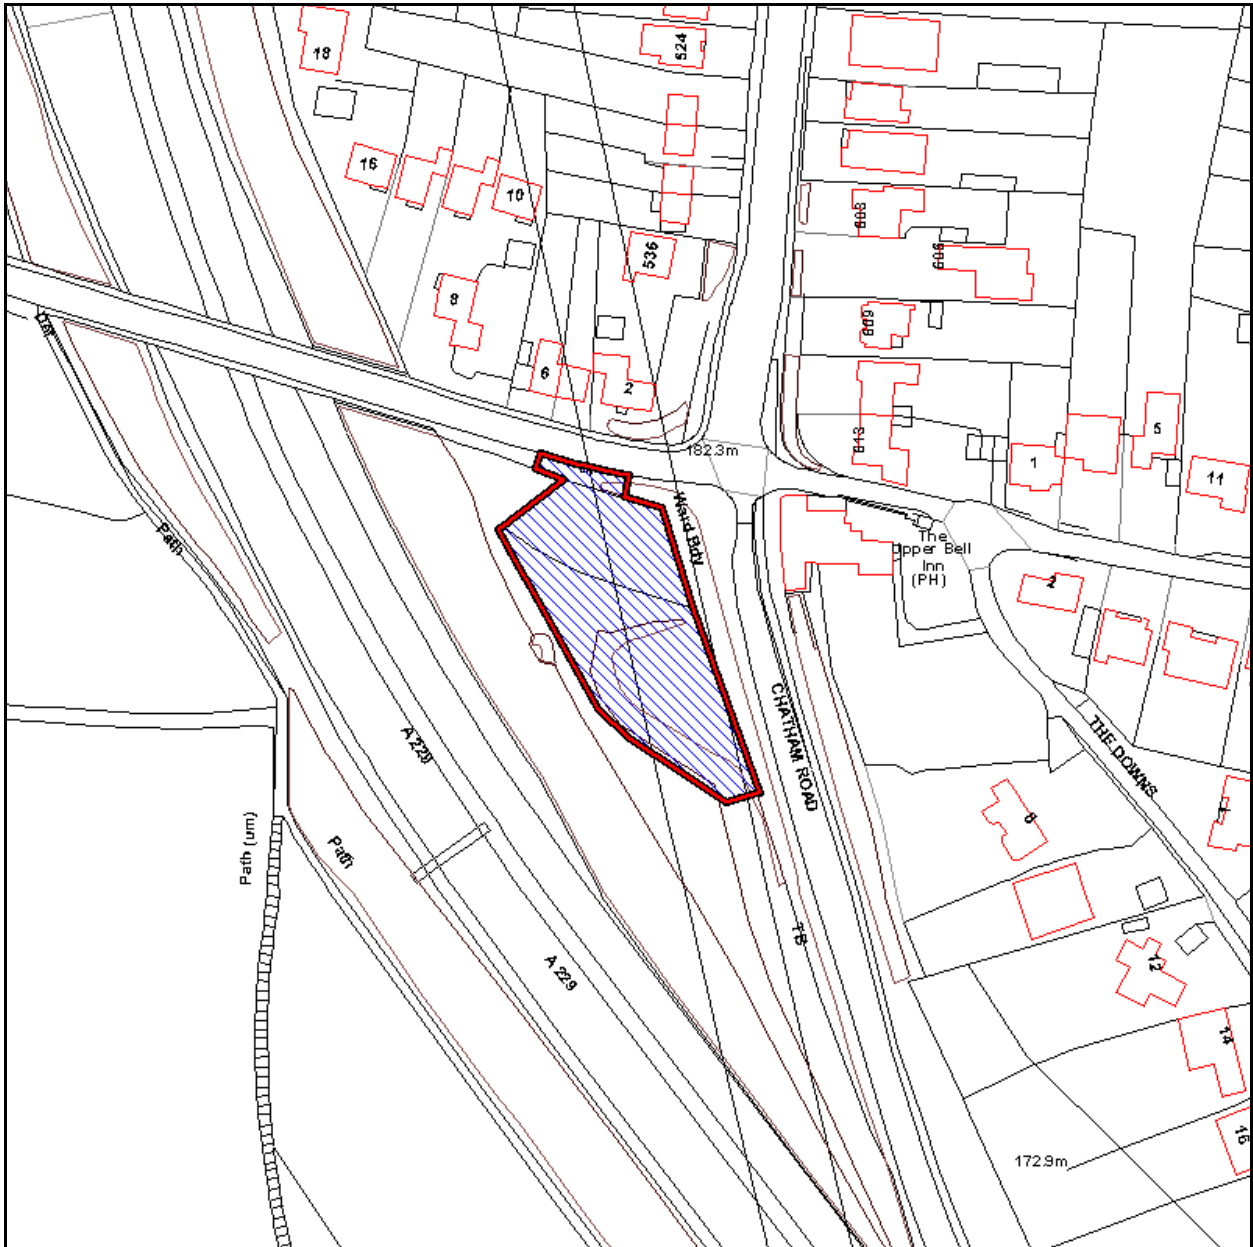 18
524
16
10
603
536
606
8
609
6
2
613
182.3m
1
5
11
Ward Bdy
The
Upper Bell
Inn
(PH)
2
Path
CHATHAM ROAD
THE DOWNS
A 229
1
8
Path (um)
Path
TB
A 229
12
14
172.9m
16